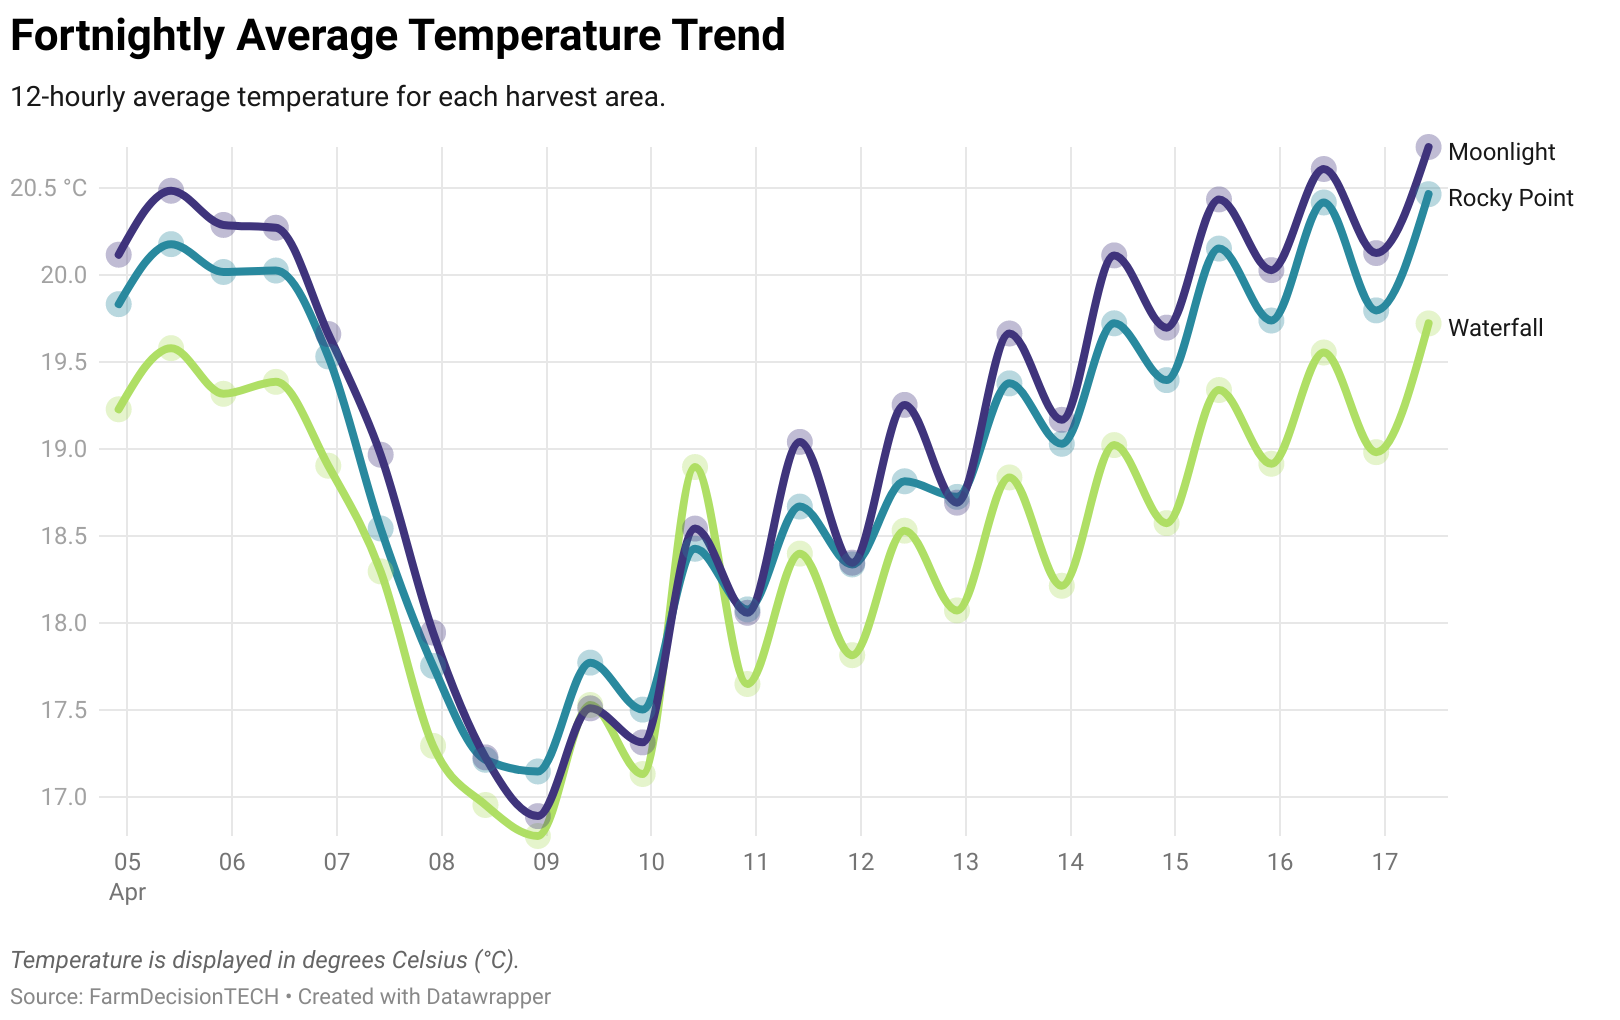 Fortnightly Average Temperature Trend
12-hourly average temperature for each harvest area.
Moonlight
20.5 °C
Rocky Point
20.0
Waterfall
19.5
19.0
18.5
18.0
17.5
17.0
05 06 07 08 09 10 11 12 13 14 15 16 17
Apr
Temperature is displayed in degrees Celsius (°C).
Source: FarmDecisionTECH • Created with Datawrapper